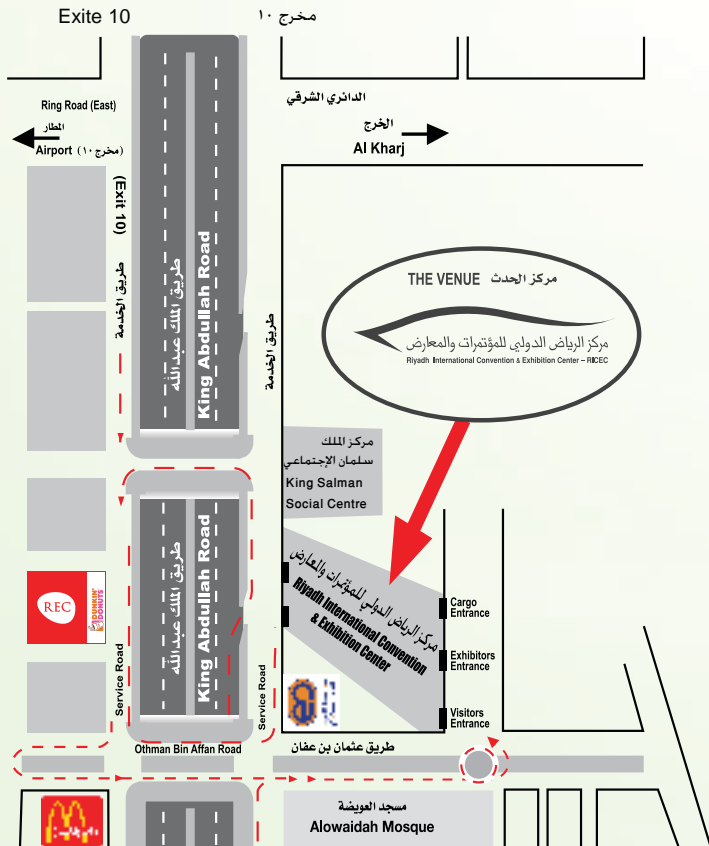 Exite 10
مخرج ١٠
الدائري الشرقي
Ring Road (East)
المطار
Airport (مخرج ١٠)
الخرج
Al Kharj
(Exit 10)
طريق الخدمة
طريق الملك عبدالله
King Abdullah Road
طريق الخدمة
THE VENUE مركز الحدث
مركز الرياض الدولي للمؤتمرات والمعارض
Riyadh International Convention & Exhibition Center – RICEC
مركز الملك
سلمان الإجتماعي
King Salman
Social Centre
طريق الملك عبدالله
King Abdullah Road
مركز الرياض الدولي للمؤتمرات والمعارض
Riyadh International Convention
& Exhibition Center
Cargo
Entrance
Exhibitors
Entrance
Visitors
Entrance
REC
DUNKIN'
DONUTS
Service Road
Service Road
Othman Bin Affan Road
طريق عثمان بن عفان
مسجد العويضة
Alowaidah Mosque